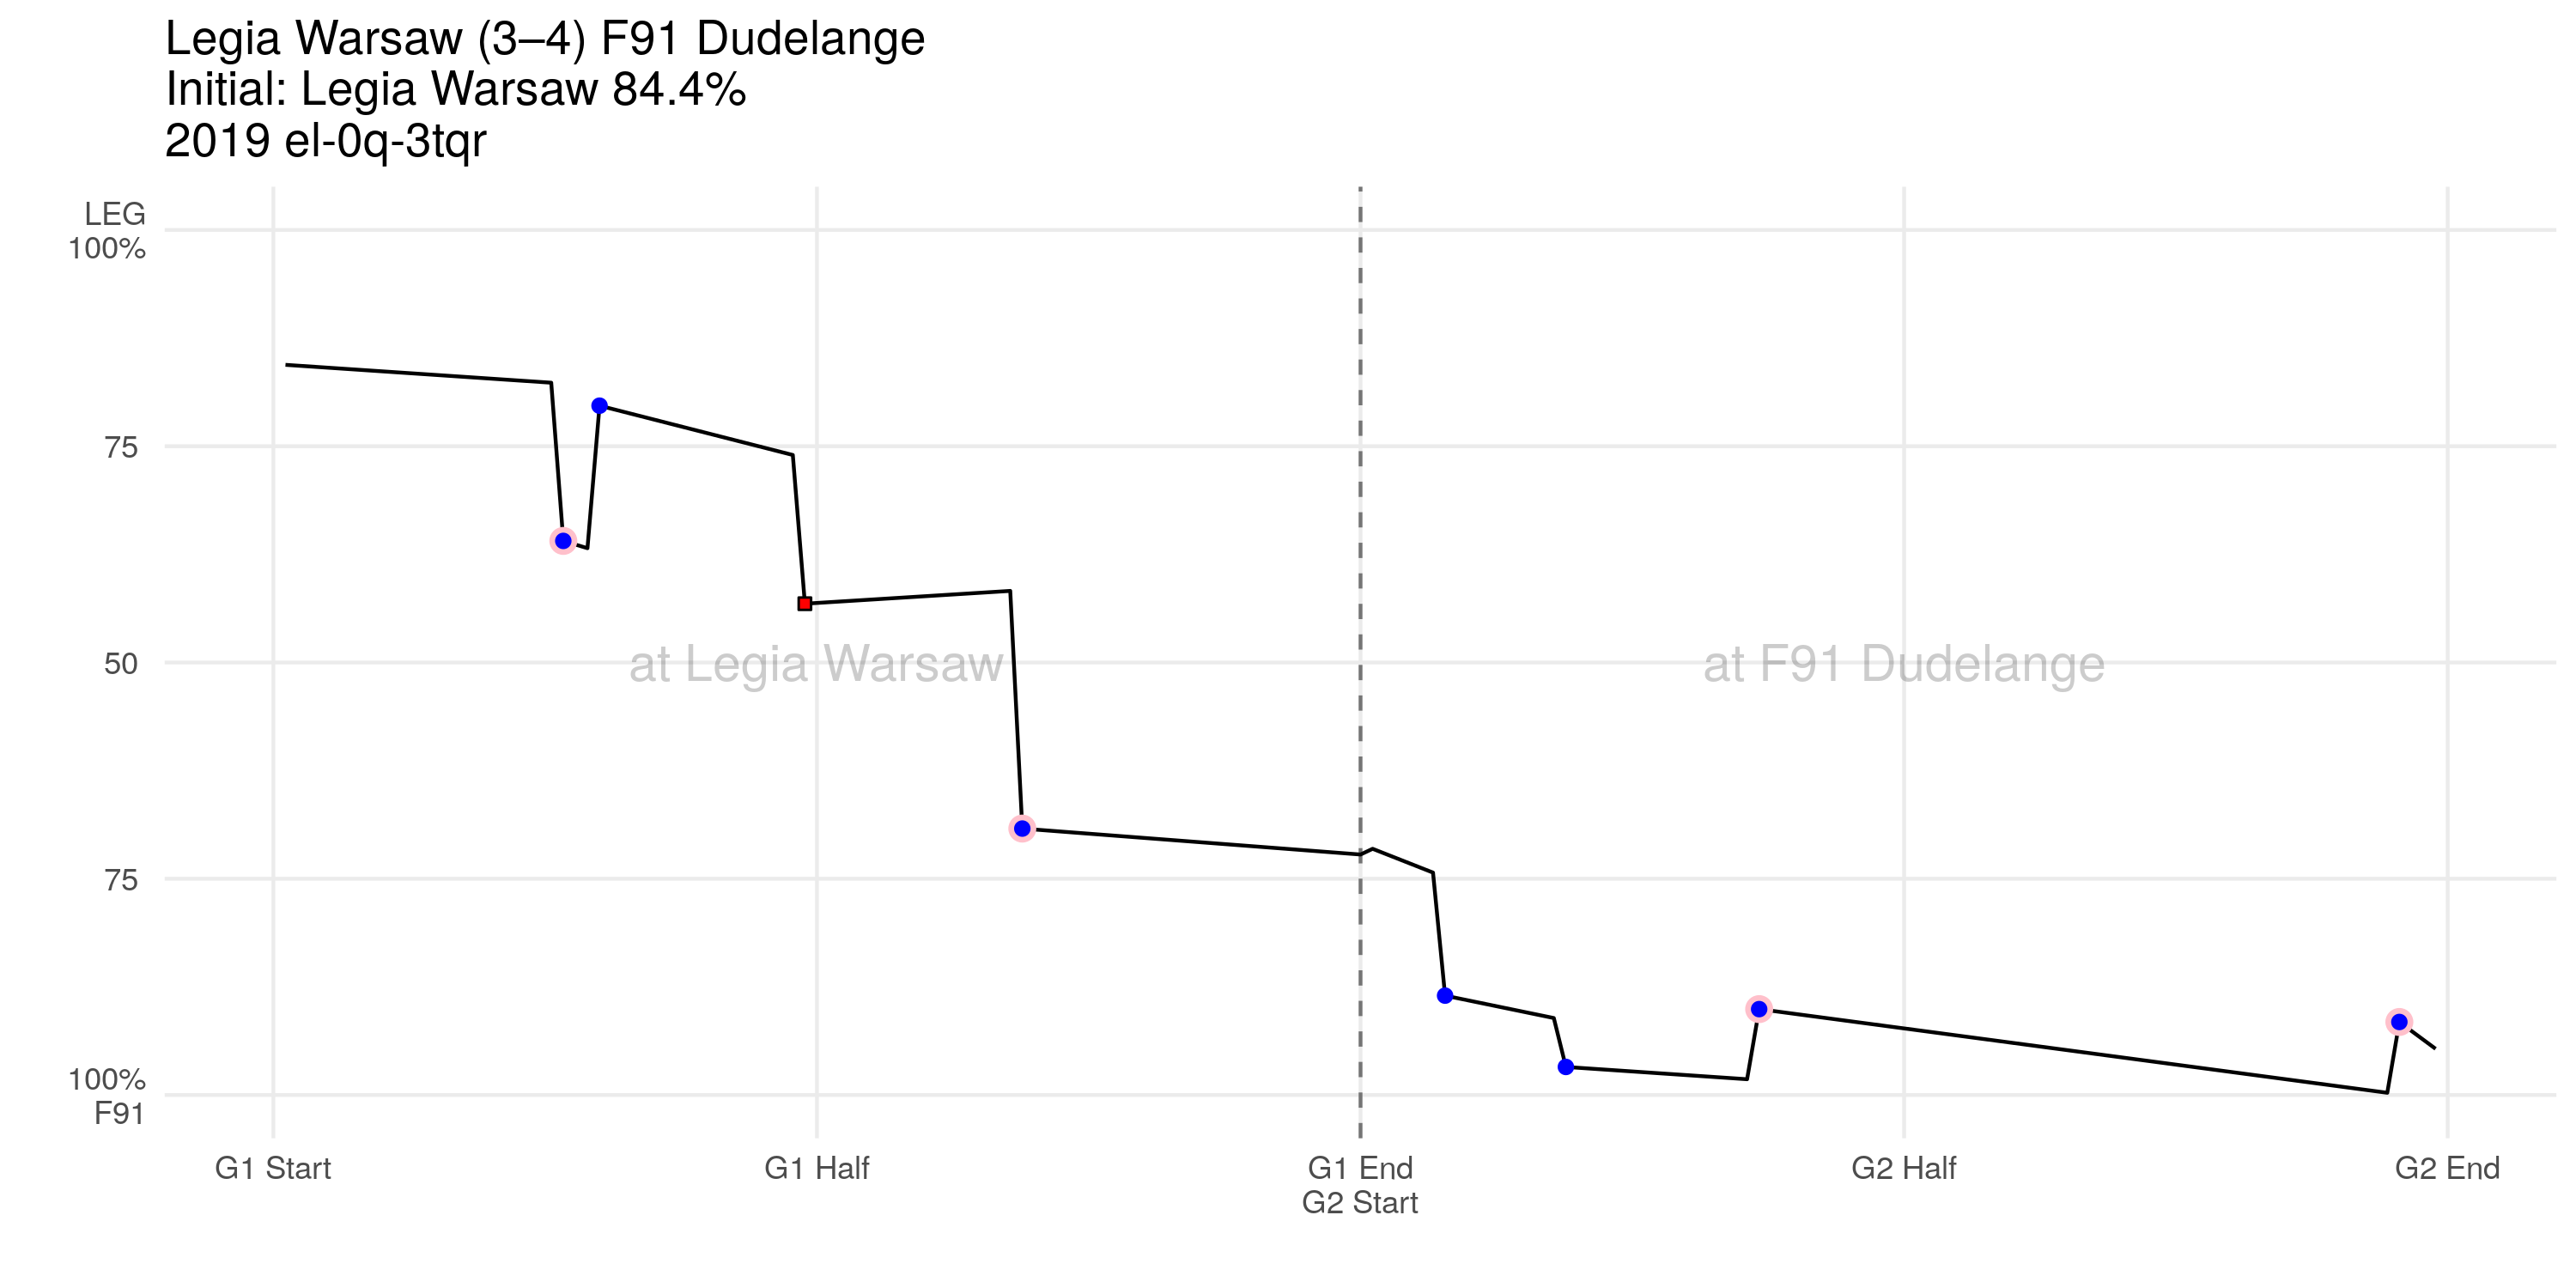 Legia Warsaw (3–4) F91 Dudelange
Initial: Legia Warsaw 84.4%
2019 el-0q-3tqr
LEG
100%
75
50
75
100%
F91
at Legia Warsaw
at F91 Dudelange
G1 Start
G1 Half
G1 End
G2 Start
G2 Half
G2 End